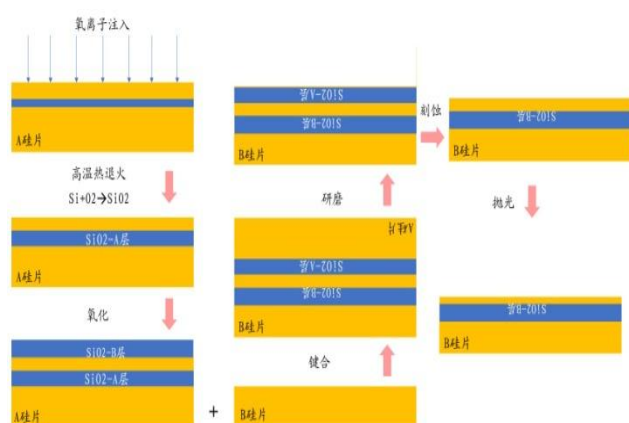 氧离子注入
A硅片
高温热退火
Si+O2→SiO2
SiO2-A层
A硅片
氧化
SiO2-B层
SiO2-A层
A硅片
+
B硅片
键合
A硅片
SiO2-A层
SiO2-B层
B硅片
研磨
SiO2-A层
SiO2-B层
B硅片
剐蚀
SiO2-B层
B硅片
抛光
SiO2-B层
B硅片